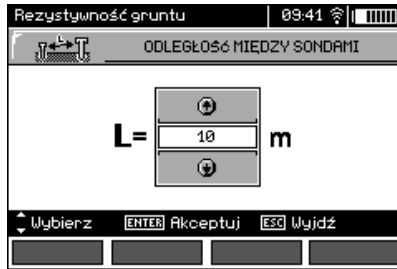 Rezystywność gruntu 09:41
L
ODLEGŁOŚĆ MIĘDZY SONDAMI
L= 10 m
Wybierz ENTER Akceptuj ESC Wyjdź